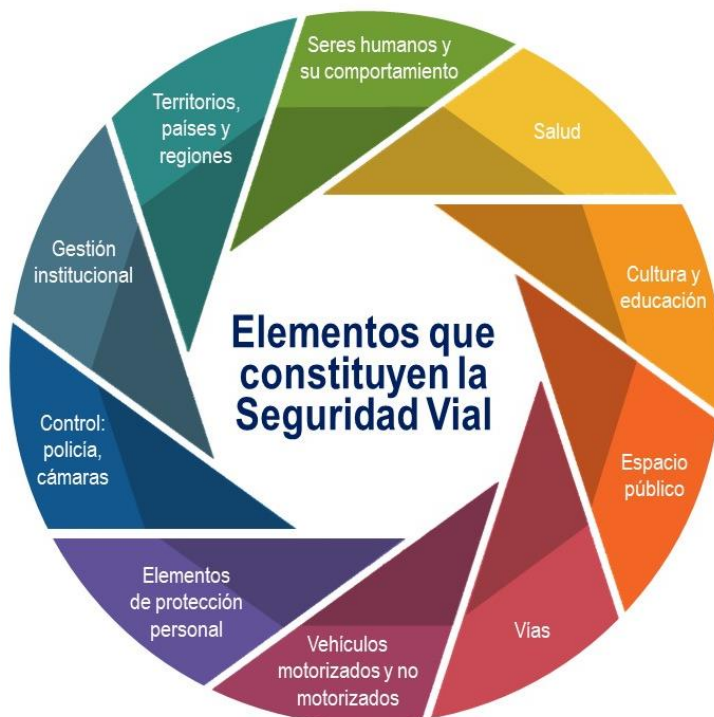 Elementos que
constituyen la
Seguridad Vial
Seres humanos y
su comportamiento
Salud
Cultura y
educación
Espacio
público
Vías
Vehículos
motorizados y no
motorizados
Elementos
de protección
personal
Control:
policía,
cámaras
Gestión
institucional
Territorios,
países y
regiones